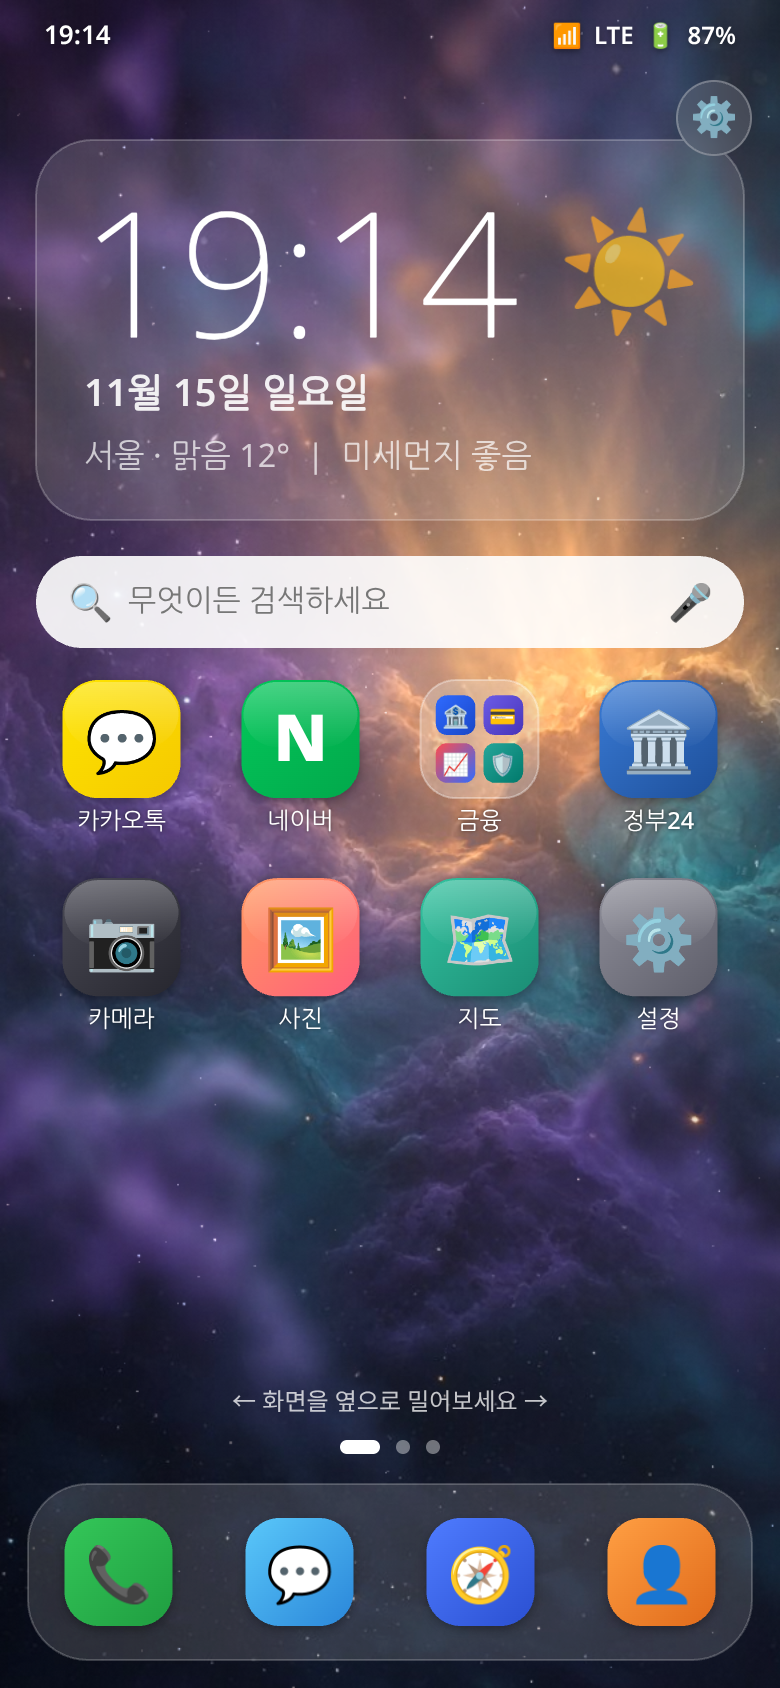 19:14
LTE 87%
19:14
11월 15일 일요일
서울 · 맑음 12° | 미세먼지 좋음
무엇이든 검색하세요
N
카카오톡 네이버 금융 정부24
카메라 사진 지도 설정
← 화면을 옆으로 밀어보세요 →